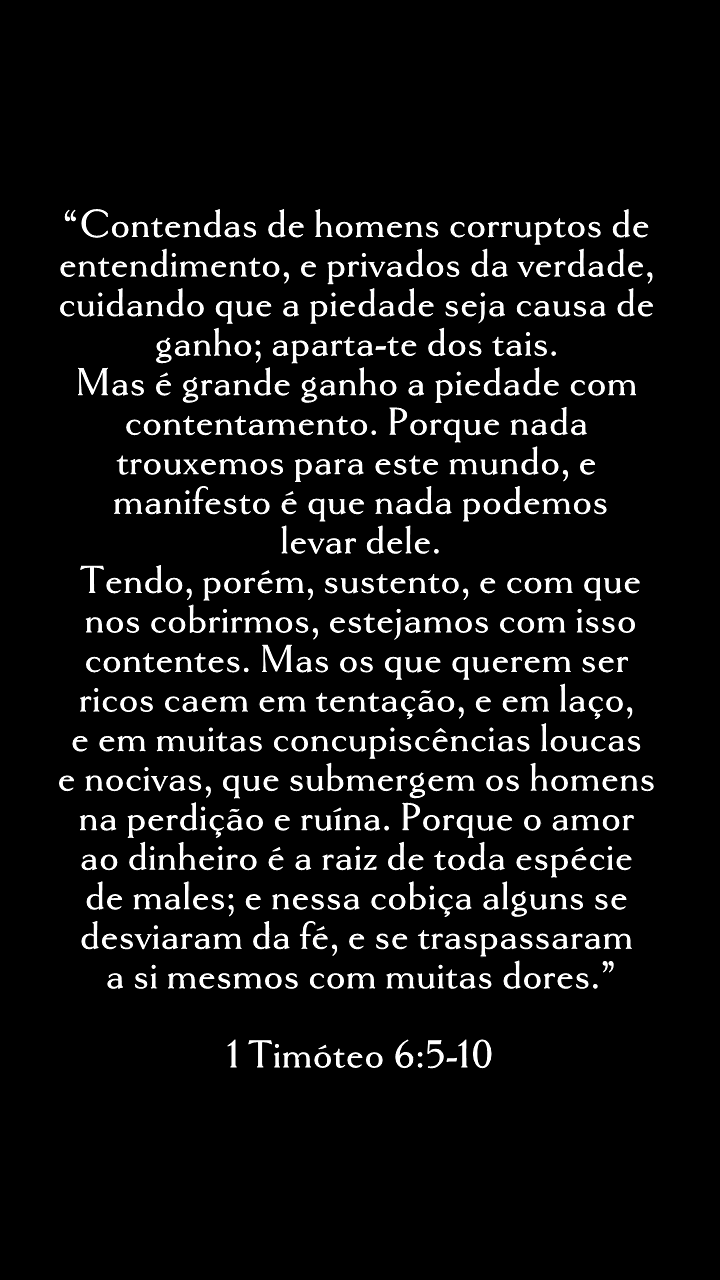 “Contendas de homens corruptos de
entendimento, e privados da verdade,
cuidando que a piedade seja causa de
ganho; aparta-te dos tais.
Mas é grande ganho a piedade com
contentamento. Porque nada
trouxemos para este mundo, e
manifesto é que nada podemos
levar dele.
Tendo, porém, sustento, e com que
nos cobrirmos, estejamos com isso
contentes. Mas os que querem ser
ricos caem em tentação, e em laço,
e em muitas concupiscências loucas
e nocivas, que submergem os homens
na perdição e ruína. Porque o amor
ao dinheiro é a raiz de toda espécie
de males; e nessa cobiça alguns se
desviaram da fé, e se traspassaram
a si mesmos com muitas dores.”
1 Timóteo 6:5-10